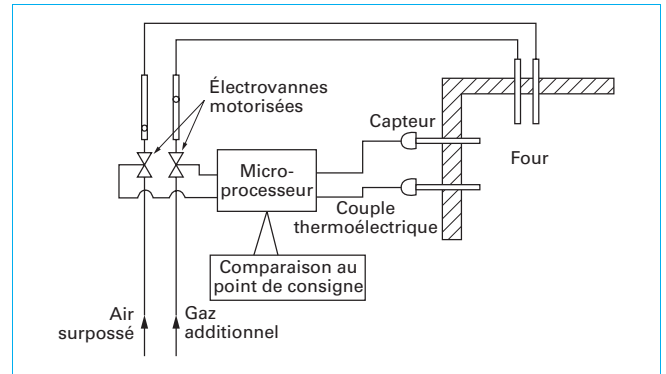 Électrovannes
motorisées
Capteur
Four
Micro-
processeur
Couple
thermoélectrique
Comparaison au
point de consigne
Air
surpossé
Gaz
additionnel